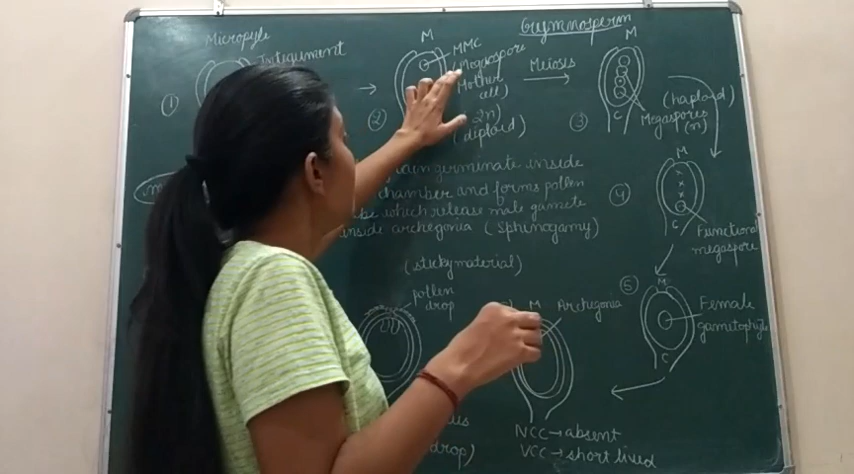 Gymnosperm
Micropyle
Integument
①
M
MMC
(Megaspore
Mother
cell)
②
2n)
(diploid)
Meiosis
M
③
C
Megaspores
(n)
(haploid)
M
④
C
Functional
megaspore
germinate inside
chamber and forms pollen
which release male gamete
inside archegonia (Sphinogamy)
(sticky material)
pollen
drop
M
Archegonia
⑤
M
C
Female
gametophyte
NCC → absent
VCC → short lived
drop)